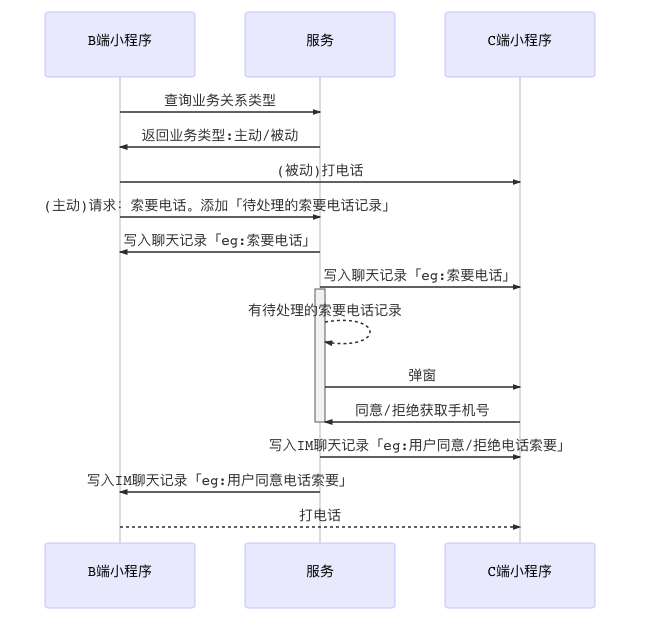 B端小程序
服务
C端小程序
查询业务关系类型
返回业务类型:主动/被动
(被动)打电话
(主动)请求: 索要电话。添加「待处理的索要电话记录」
写入聊天记录「eg:索要电话」
写入聊天记录「eg:索要电话」
有待处理的索要电话记录
弹窗
同意/拒绝获取手机号
写入IM聊天记录「eg:用户同意/拒绝电话索要」
写入IM聊天记录「eg:用户同意电话索要」
打电话
B端小程序
服务
C端小程序